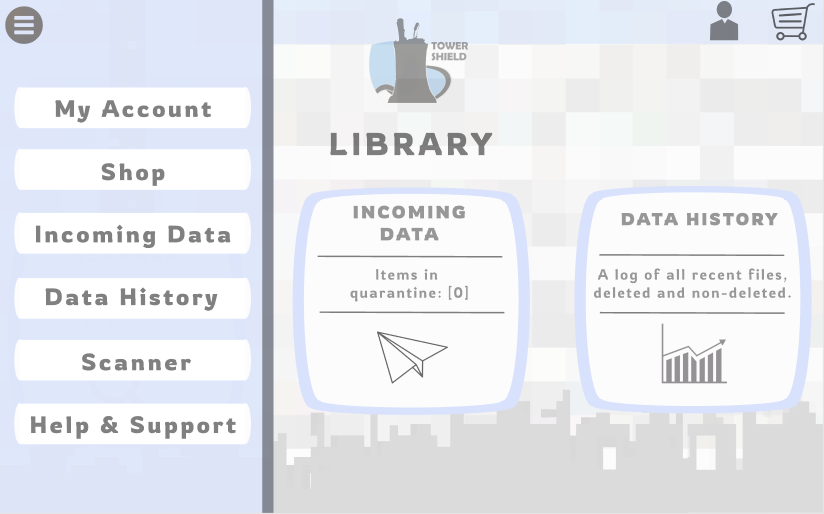 My Account
Shop
Incoming Data
Data History
Scanner
Help & Support
TOWER
SHIELD
LIBRARY
INCOMING
DATA
Items in
quarantine: [0]
DATA HISTORY
A log of all recent files,
deleted and non-deleted.